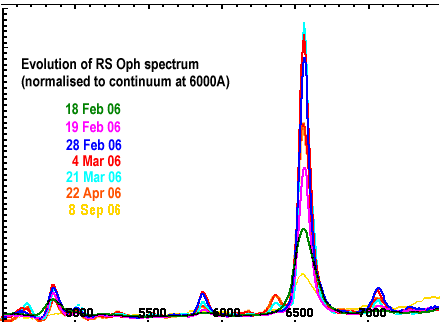 Evolution of RS Oph spectrum
(normalised to continuum at 6000A)
18 Feb 06
19 Feb 06
28 Feb 06
4 Mar 06
21 Mar 06
22 Apr 06
8 Sep 06
5000 5500 6000 6500 7000